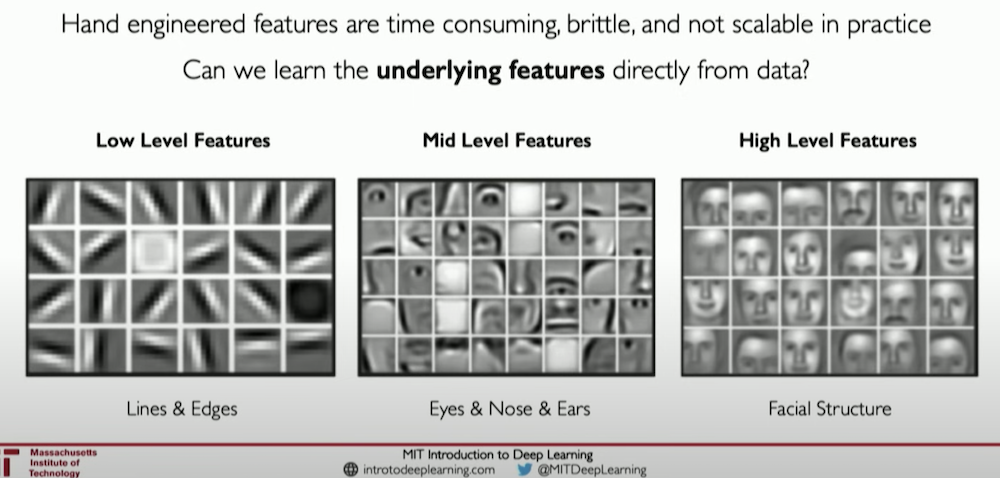 Hand engineered features are time consuming, brittle, and not scalable in practice
Can we learn the underlying features directly from data?
Low Level Features
Mid Level Features
High Level Features
Lines & Edges
Eyes & Nose & Ears
Facial Structure
Massachusetts
Institute of
Technology
MIT Introduction to Deep Learning
introtodeeplearning.com @MITDeepLearning